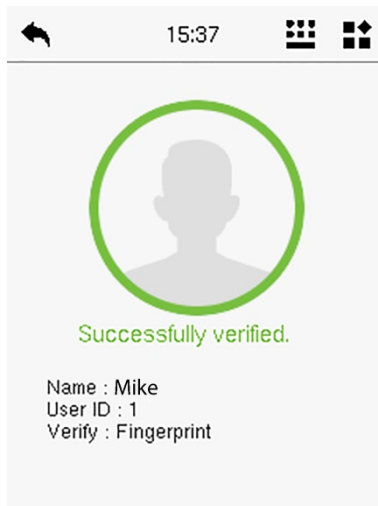 15:37
Successfully verified.
Name : Mike
User ID : 1
Verify : Fingerprint